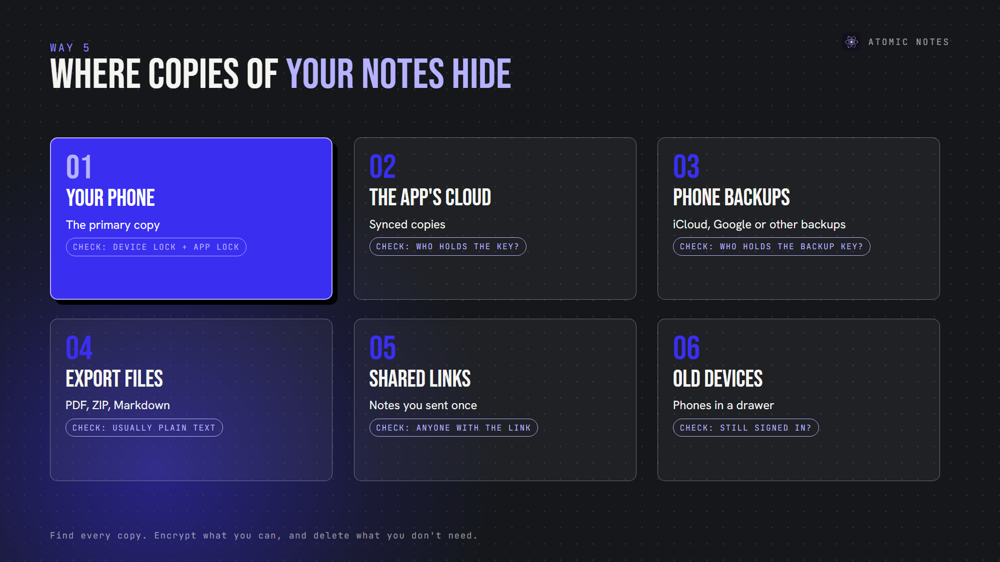 WAY 5
ATOMIC NOTES
WHERE COPIES OF YOUR NOTES HIDE
01
YOUR PHONE
The primary copy
CHECK: DEVICE LOCK + APP LOCK
02
THE APP'S CLOUD
Synced copies
CHECK: WHO HOLDS THE KEY?
03
PHONE BACKUPS
iCloud, Google or other backups
CHECK: WHO HOLDS THE BACKUP KEY?
04
EXPORT FILES
PDF, ZIP, Markdown
CHECK: USUALLY PLAIN TEXT
05
SHARED LINKS
Notes you sent once
CHECK: ANYONE WITH THE LINK
06
OLD DEVICES
Phones in a drawer
CHECK: STILL SIGNED IN?
Find every copy. Encrypt what you can, and delete what you don't need.